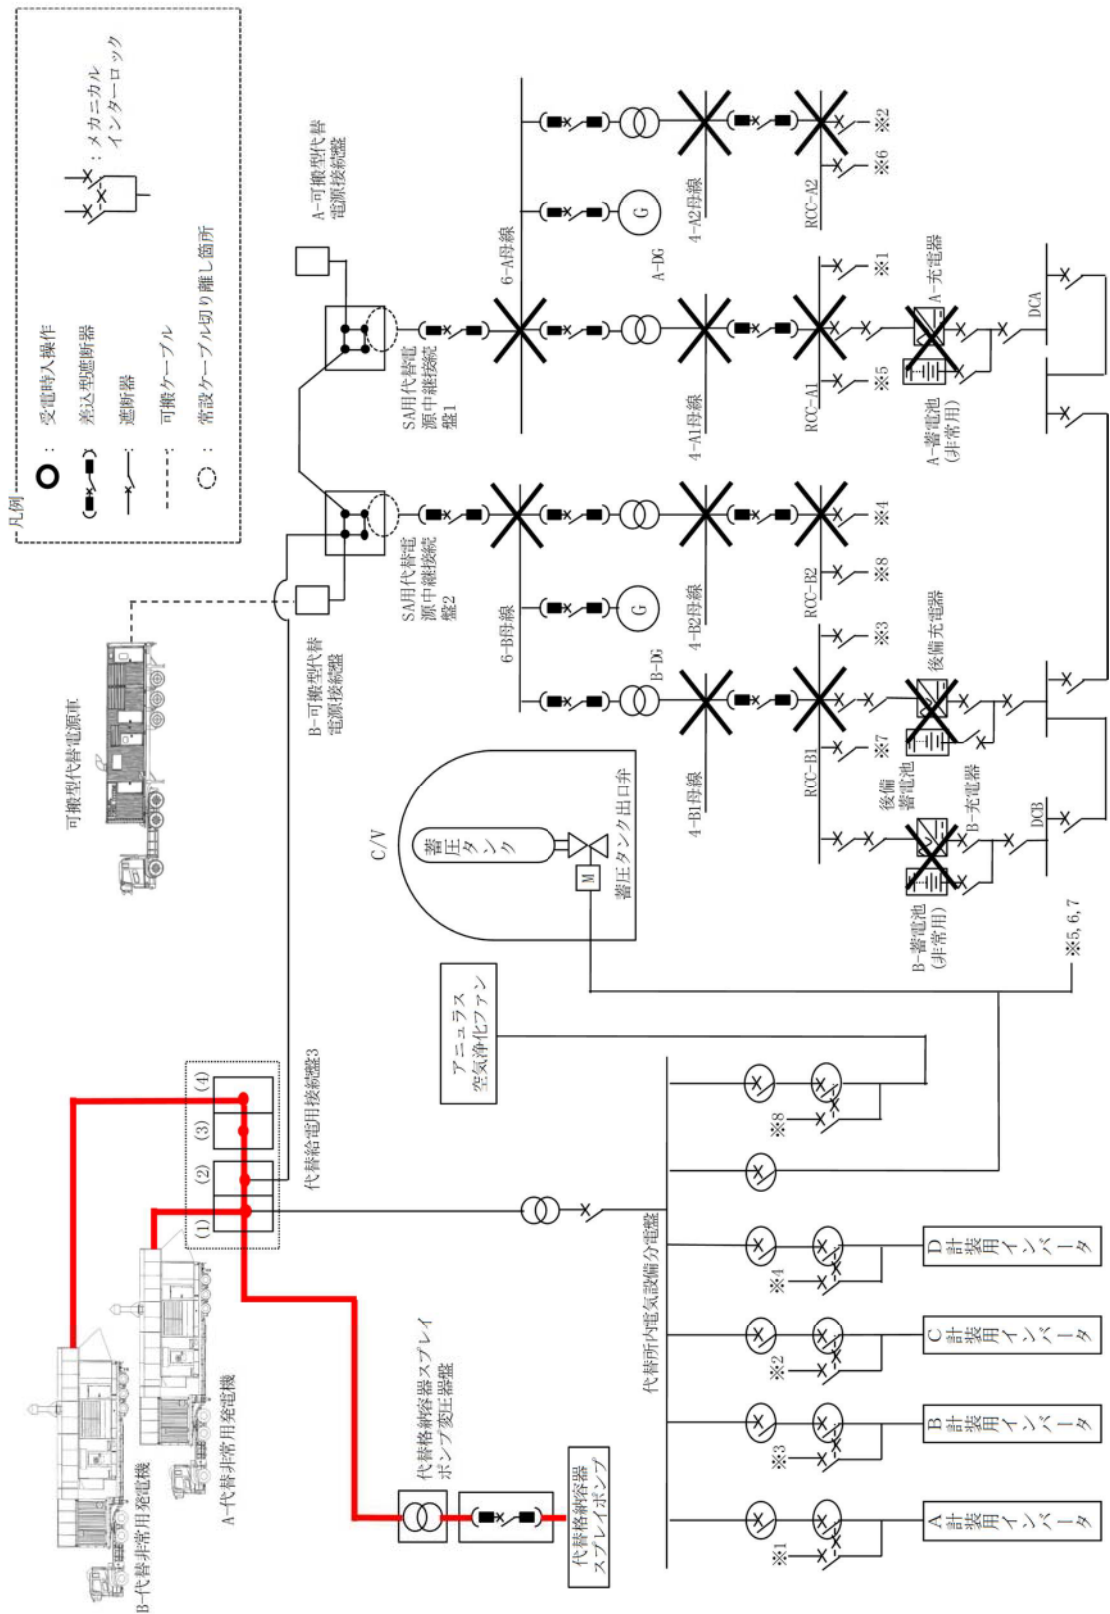 凡例
：受電時入操作
：差込型遮断器
：遮断器
：可搬ケーブル
：常設ケーブル切り離し箇所
：メカニカル
インターロック
可搬型代替電源車
A-可搬型代替
電源接続盤
B-可搬型代替
電源接続盤
SA用代替電
源中継接続
盤1
SA用代替電
源中継接続
盤2
6-A母線
6-B母線
G
A-DG
G
B-DG
4-A2母線
4-A1母線
4-B2母線
4-B1母線
RCC-A2
RCC-A1
RCC-B2
RCC-B1
※2
※6
※1
※5
※4
※8
※3
※7
A-充電器
A-蓄電池
(非常用)
後備充電器
後備
蓄電池
B-充電器
B-蓄電池
(非常用)
DCA
DCB
C/V
蓄圧
タンク
M
蓄圧タンク出口弁
※5, 6, 7
アニュラス
空気浄化ファン
B-代替非常用発電機
A-代替非常用発電機
(1)
(2)
(3)
(4)
代替給電用接続盤3
代替格納容器スプレイ
ポンプ変圧器盤
代替格納容器
スプレイポンプ
代替所内電気設備分電盤
※1
※3
※2
※4
※8
A
計装用インバータ
B
計装用インバータ
C
計装用インバータ
D
計装用インバータ